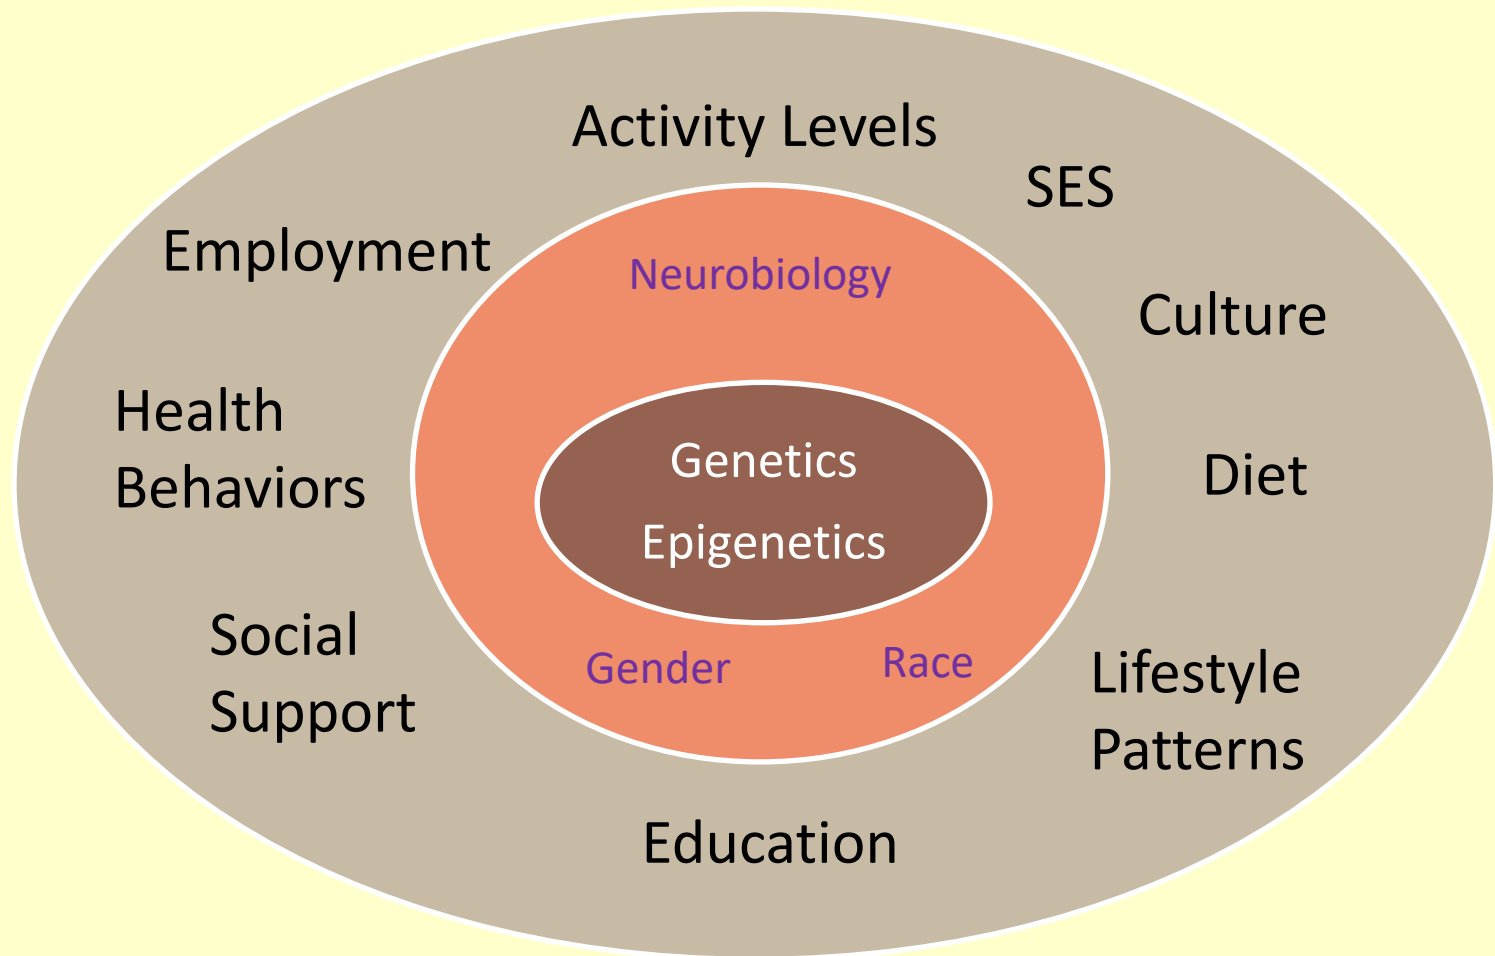 Activity Levels
SES
Employment
Neurobiology
Culture
Health
Behaviors
Genetics
Epigenetics
Diet
Social
Support
Gender
Race
Lifestyle
Patterns
Education